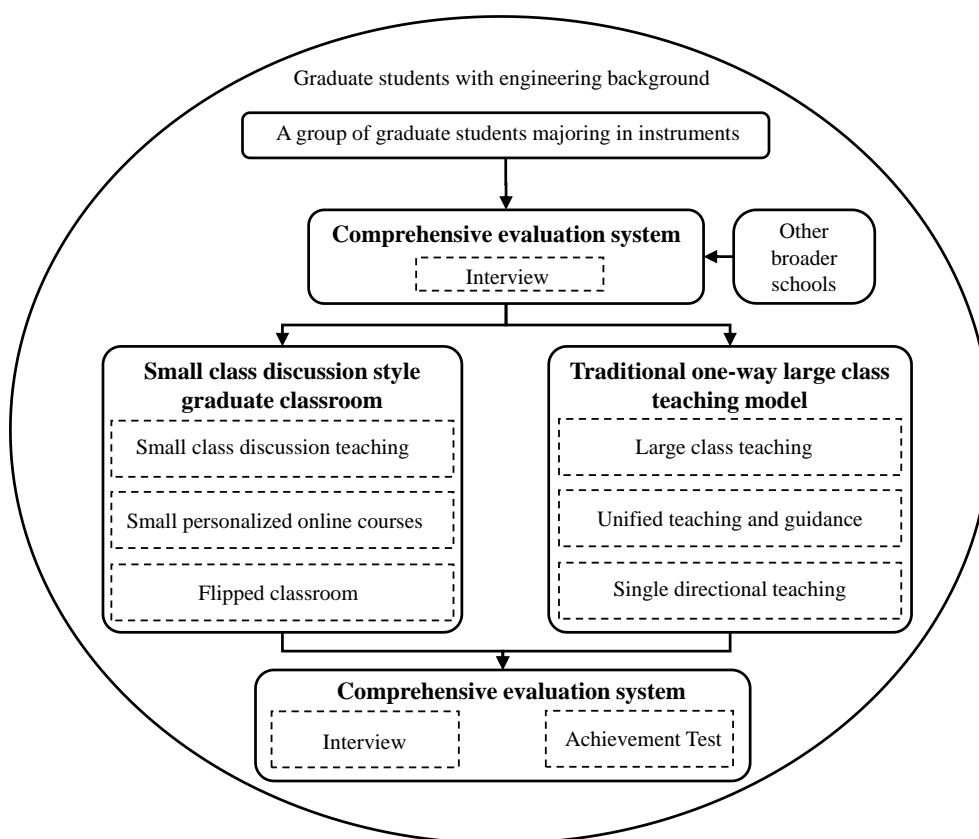 Graduate students with engineering background
A group of graduate students majoring in instruments
Comprehensive evaluation system
Interview
Other
broader
schools
Small class discussion style
graduate classroom
Small class discussion teaching
Small personalized online courses
Flipped classroom
Traditional one-way large class
teaching model
Large class teaching
Unified teaching and guidance
Single directional teaching
Comprehensive evaluation system
Interview
Achievement Test